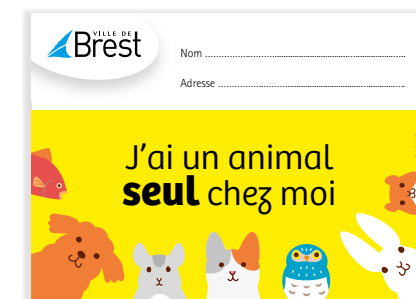 VILLE DE
Brest
Nom ........................................................................
Adresse ..................................................................
J'ai un animal
seul chez moi